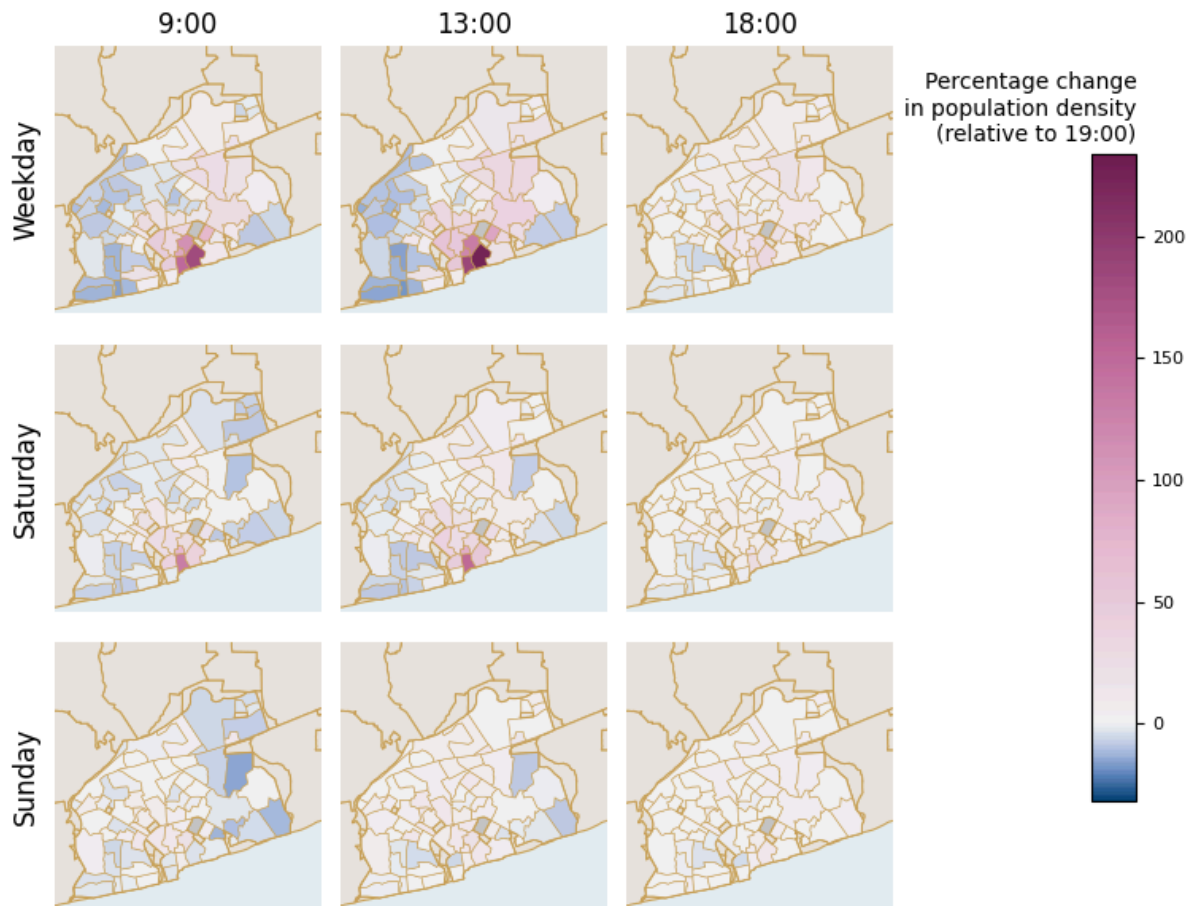 9:00
13:00
18:00
Percentage change
in population density
(relative to 19:00)
Weekday
Saturday
Sunday
200
150
100
50
0